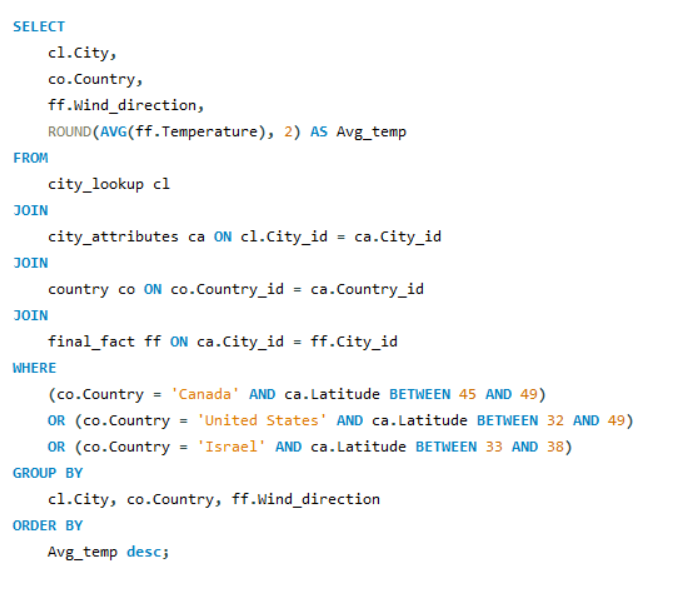 SELECT
cl.City,
co.Country,
ff.Wind_direction,
ROUND(AVG(ff.Temperature), 2) AS Avg_temp
FROM
city_lookup cl
JOIN
city_attributes ca ON cl.City_id = ca.City_id
JOIN
country co ON co.Country_id = ca.Country_id
JOIN
final_fact ff ON ca.City_id = ff.City_id
WHERE
(co.Country = 'Canada' AND ca.Latitude BETWEEN 45 AND 49)
OR (co.Country = 'United States' AND ca.Latitude BETWEEN 32 AND 49)
OR (co.Country = 'Israel' AND ca.Latitude BETWEEN 33 AND 38)
GROUP BY
cl.City, co.Country, ff.Wind_direction
ORDER BY
Avg_temp desc;